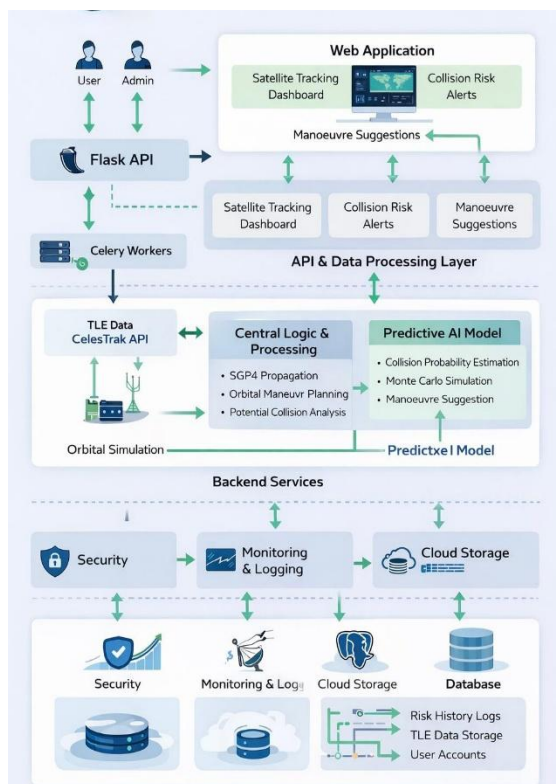 Web Application
User
Admin
Satellite Tracking
Dashboard
Collision Risk
Alerts
Manoeuvre Suggestions
Flask API
Satellite Tracking
Dashboard
Collision Risk
Alerts
Manoeuvre
Suggestions
Celery Workers
API & Data Processing Layer
TLE Data
CelesTrak API
Central Logic &
Processing
• SGP4 Propagation
• Orbital Maneuvr Planning
• Potential Collision Analysis
Predictive AI Model
• Collision Probability Estimation
• Monte Carlo Simulation
• Manoeuvre Suggestion
Orbital Simulation
Predictxe l Model
Backend Services
Security
Monitoring
& Logging
Cloud Storage
Security
Monitoring & Log
Cloud Storage
Database
Risk History Logs
TLE Data Storage
User Accounts